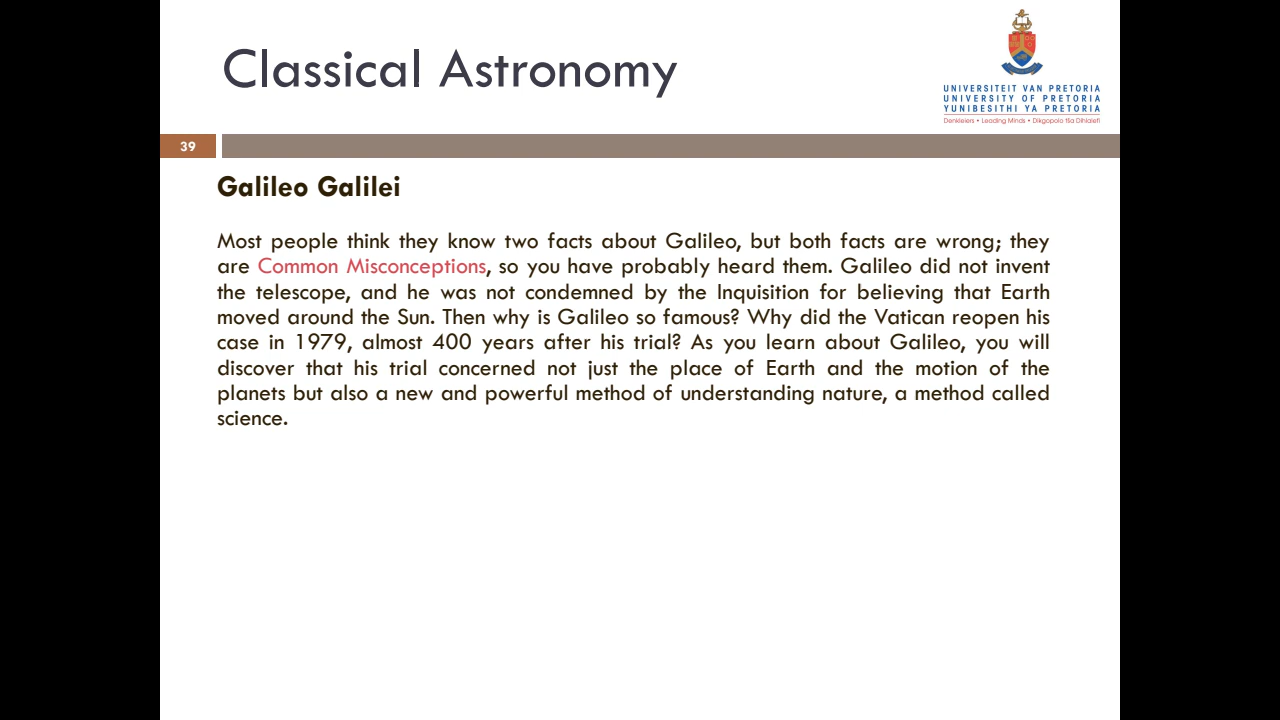 Classical Astronomy
UNIVERSITEIT VAN PRETORIA
UNIVERSITY OF PRETORIA
YUNIBESITHI YA PRETORIA
Denkleiers • Leading Minds • Dikgopolo tša Dihlalefi
39
Galileo Galilei
Most people think they know two facts about Galileo, but both facts are wrong; they
are Common Misconceptions, so you have probably heard them. Galileo did not invent
the telescope, and he was not condemned by the Inquisition for believing that Earth
moved around the Sun. Then why is Galileo so famous? Why did the Vatican reopen his
case in 1979, almost 400 years after his trial? As you learn about Galileo, you will
discover that his trial concerned not just the place of Earth and the motion of the
planets but also a new and powerful method of understanding nature, a method called
science.